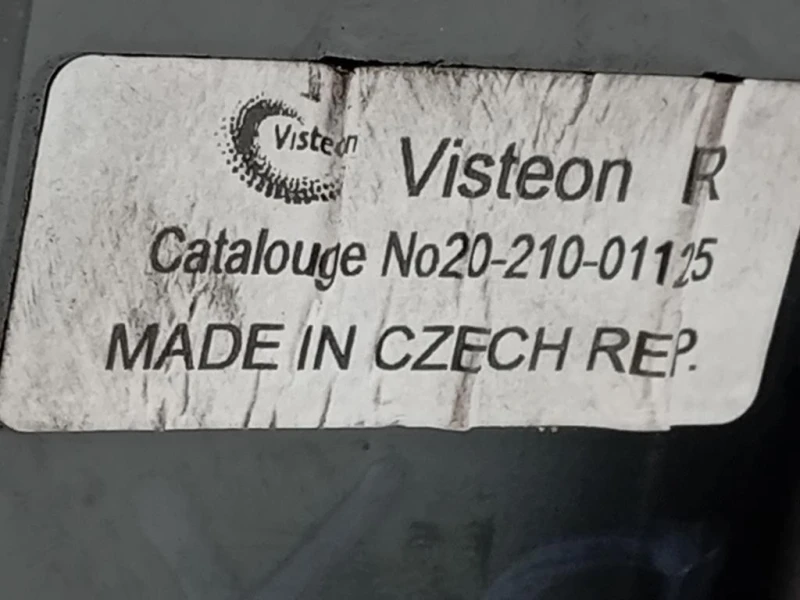 Visteon
Visteon R
Catalouge No20-210-01125
MADE IN CZECH REP.